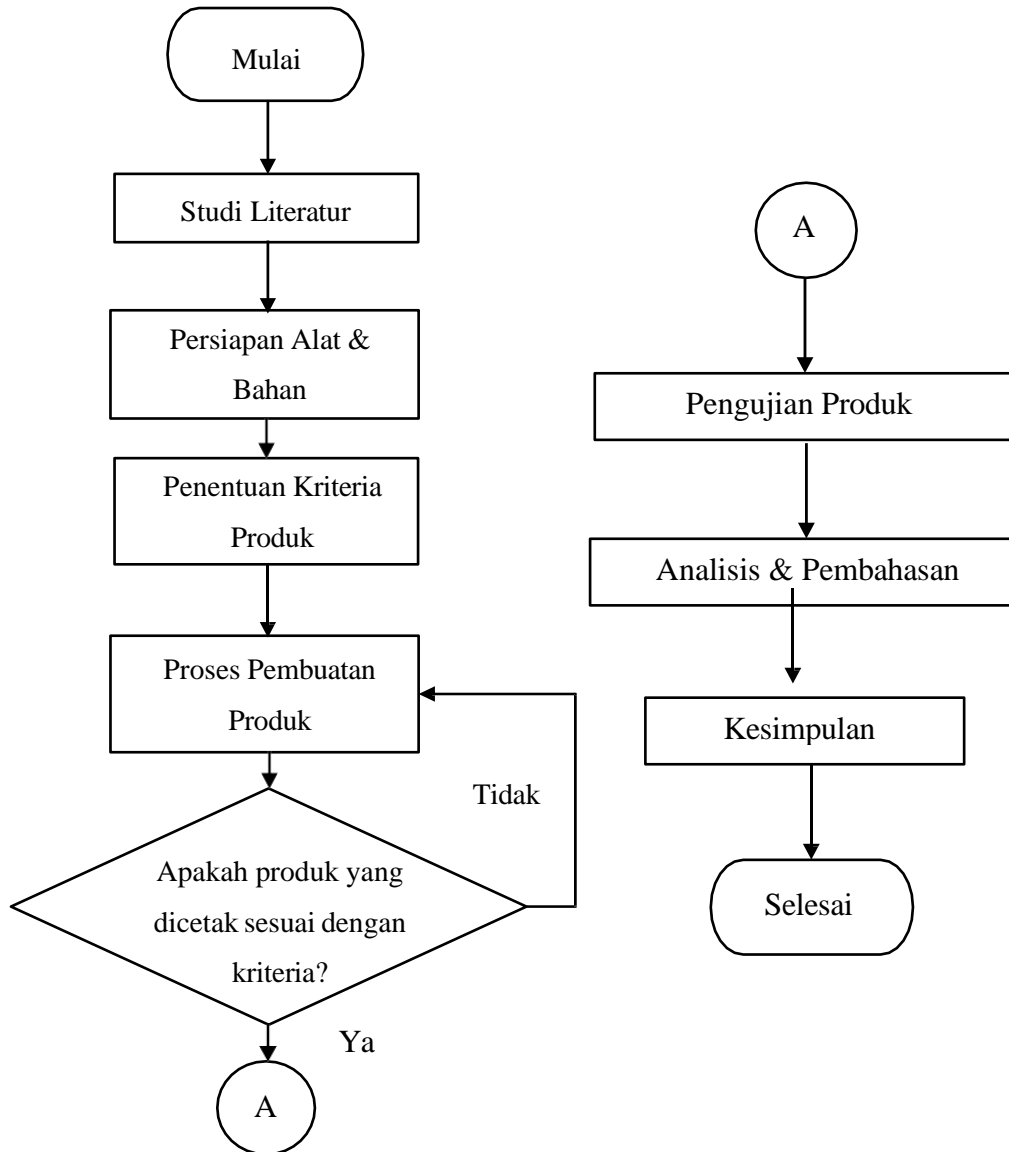 Mulai
Studi Literatur
Persiapan Alat &
Bahan
Penentuan Kriteria
Produk
Proses Pembuatan
Produk
Tidak
Apakah produk yang
dicetak sesuai dengan
kriteria?
Ya
A
A
Pengujian Produk
Analisis & Pembahasan
Kesimpulan
Selesai